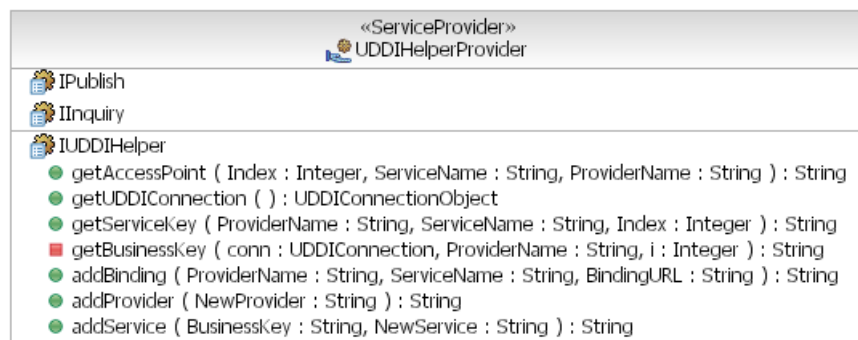 «ServiceProvider»
UDDIHelperProvider
IPublish
IInquiry
IUDDIHelper
getAccessPoint ( Index : Integer, ServiceName : String, ProviderName : String ) : String
getUDDIConnection ( ) : UDDIConnectionObject
getServiceKey ( ProviderName : String, ServiceName : String, Index : Integer ) : String
getBusinessKey ( conn : UDDIConnection, ProviderName : String, i : Integer ) : String
addBinding ( ProviderName : String, ServiceName : String, BindingURL : String ) : String
addProvider ( NewProvider : String ) : String
addService ( BusinessKey : String, NewService : String ) : String